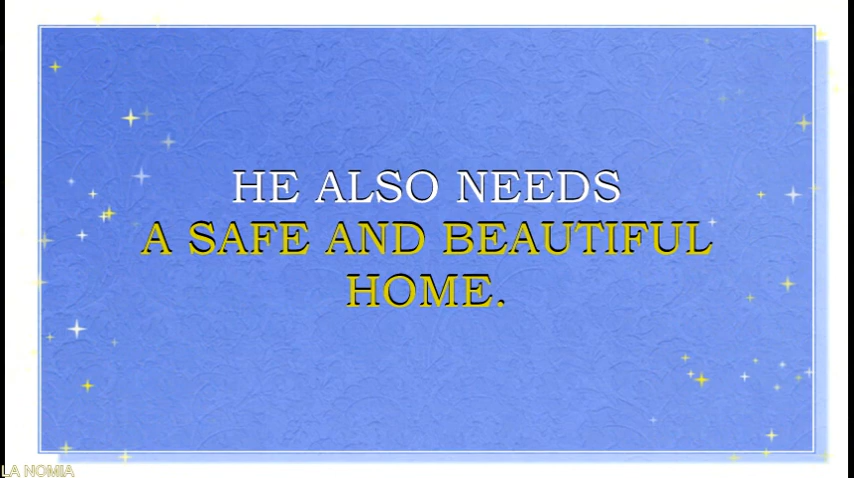 HE ALSO NEEDS
A SAFE AND BEAUTIFUL
HOME.
LA NOMIA